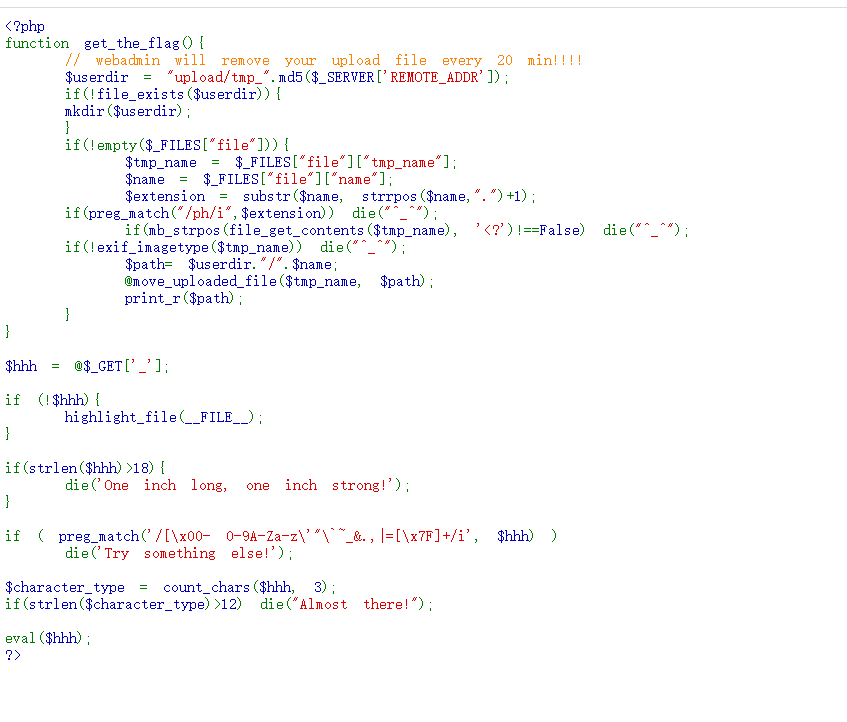 <?php
function get_the_flag(){
// webadmin will remove your upload file every 20 min!!!!
$userdir = "upload/tmp_".md5($_SERVER['REMOTE_ADDR']);
if(!file_exists($userdir)){
mkdir($userdir);
}
if(!empty($_FILES["file"])){
$tmp_name = $_FILES["file"]["tmp_name"];
$name = $_FILES["file"]["name"];
$extension = substr($name, strrpos($name,".")+1);
if(preg_match("/ph/i",$extension)) die("^_^");
if(mb_strpos(file_get_contents($tmp_name), '<?')!==False) die("^_^");
if(!exif_imagetype($tmp_name)) die("^_^");
$path= $userdir."/".$name;
@move_uploaded_file($tmp_name, $path);
print_r($path);
}
}
$hhh = @$_GET['_'];
if (!$hhh){
highlight_file(__FILE__);
}
if(strlen($hhh)>18){
die('One inch long, one inch strong!');
}
if ( preg_match('/[\x00- 0-9A-Za-z\'"\`~_&.,|=[\x7F]+/i', $hhh) )
die('Try something else!');
$character_type = count_chars($hhh, 3);
if(strlen($character_type)>12) die("Almost there!");
eval($hhh);
?>